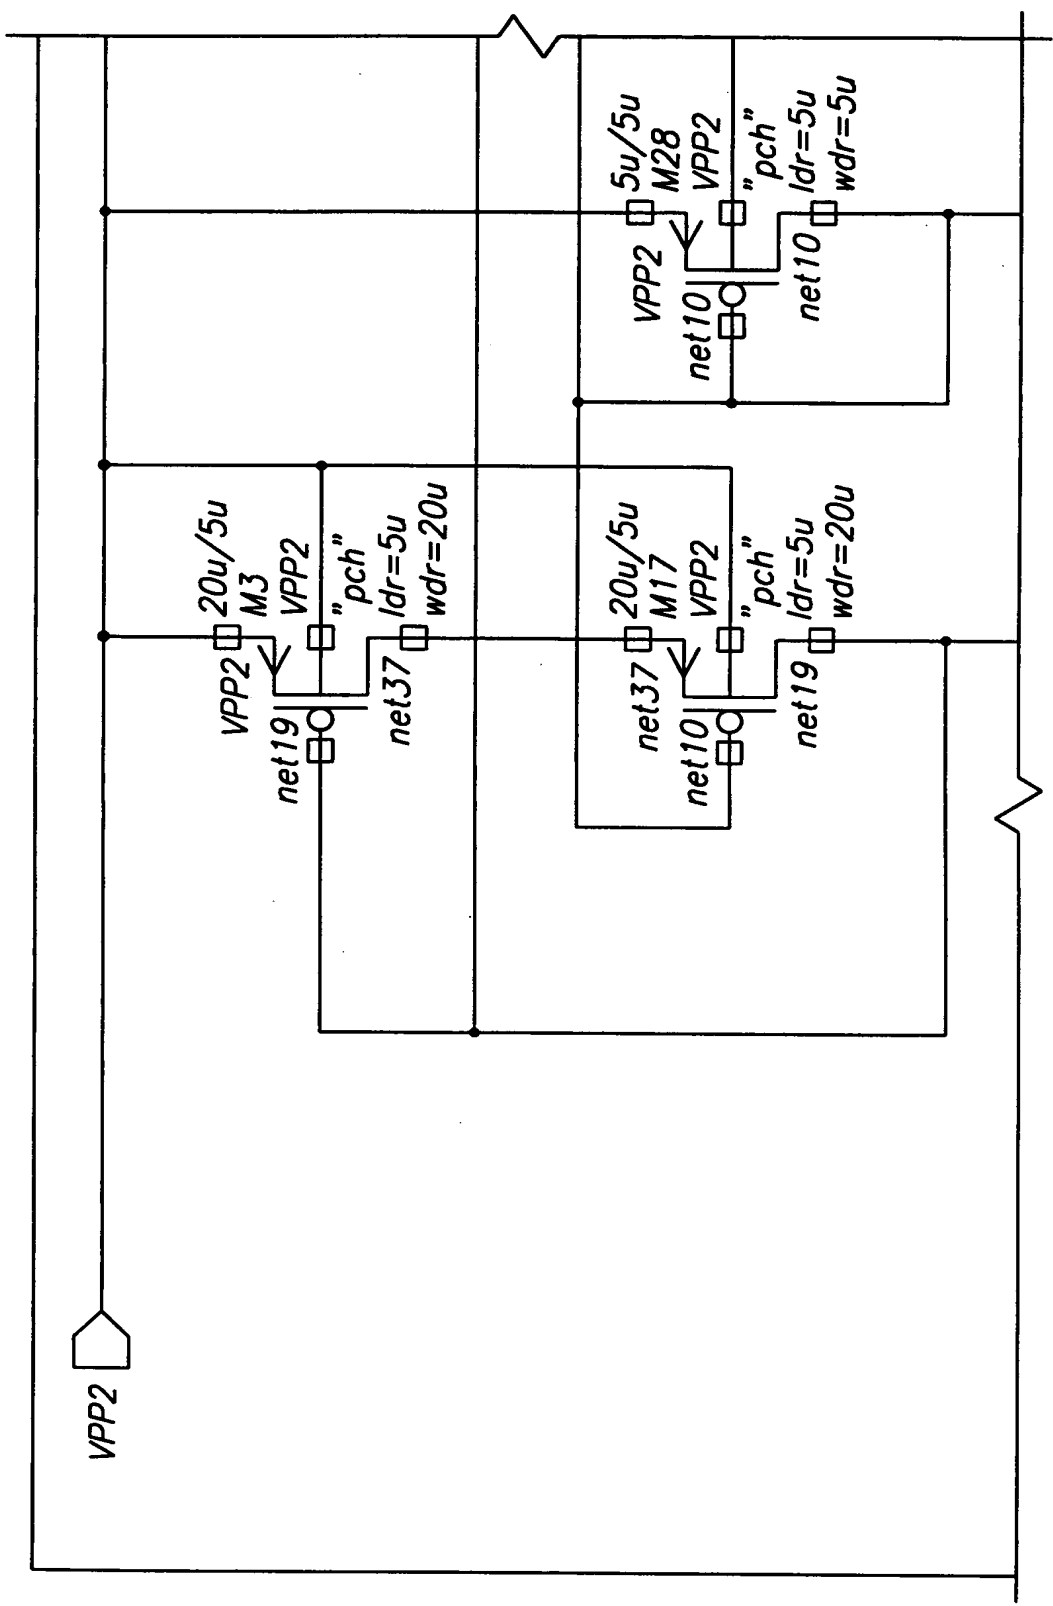 VPP2
20u/5u
M3
VPP2
"pch"
ldr=5u
wdr=20u
VPP2
net19
net37
20u/5u
M17
VPP2
"pch"
ldr=5u
wdr=20u
net37
net10
net19
5u/5u
M28
VPP2
"pch"
ldr=5u
wdr=5u
VPP2
net10
net10